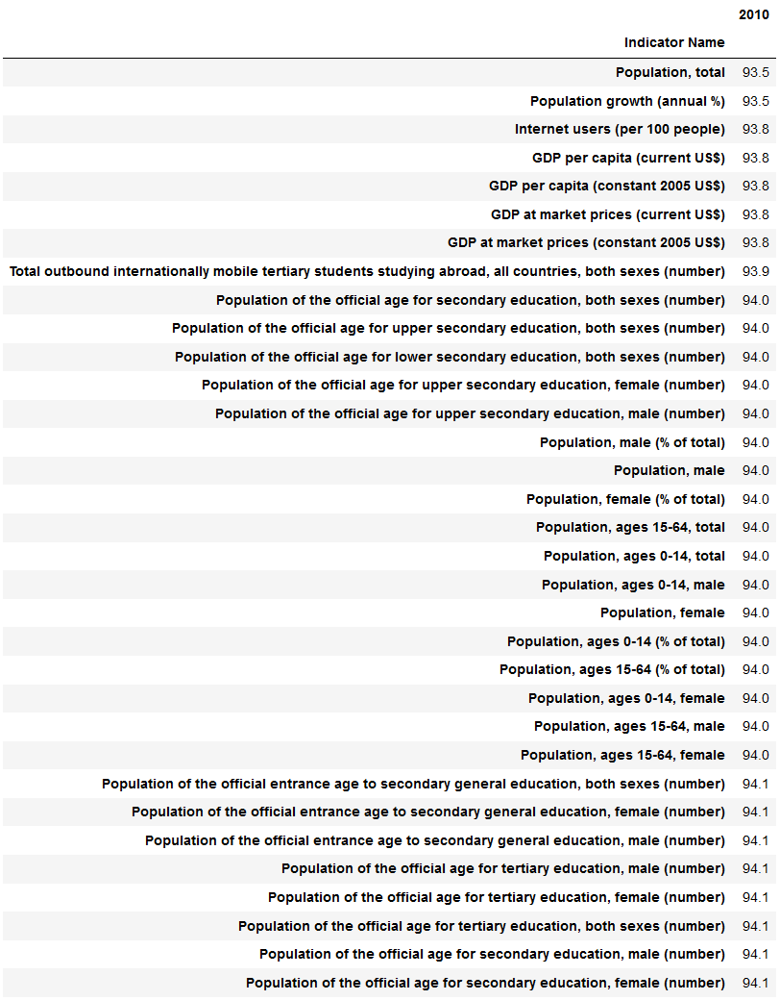 2010
Indicator Name
Population, total 93.5
Population growth (annual %) 93.5
Internet users (per 100 people) 93.8
GDP per capita (current US$) 93.8
GDP per capita (constant 2005 US$) 93.8
GDP at market prices (current US$) 93.8
GDP at market prices (constant 2005 US$) 93.8
Total outbound internationally mobile tertiary students studying abroad, all countries, both sexes (number) 93.9
Population of the official age for secondary education, both sexes (number) 94.0
Population of the official age for upper secondary education, both sexes (number) 94.0
Population of the official age for lower secondary education, both sexes (number) 94.0
Population of the official age for upper secondary education, female (number) 94.0
Population of the official age for upper secondary education, male (number) 94.0
Population, male (% of total) 94.0
Population, male 94.0
Population, female (% of total) 94.0
Population, ages 15-64, total 94.0
Population, ages 0-14, total 94.0
Population, ages 0-14, male 94.0
Population, female 94.0
Population, ages 0-14 (% of total) 94.0
Population, ages 15-64 (% of total) 94.0
Population, ages 0-14, female 94.0
Population, ages 15-64, male 94.0
Population, ages 15-64, female 94.0
Population of the official entrance age to secondary general education, both sexes (number) 94.1
Population of the official entrance age to secondary general education, female (number) 94.1
Population of the official entrance age to secondary general education, male (number) 94.1
Population of the official age for tertiary education, male (number) 94.1
Population of the official age for tertiary education, female (number) 94.1
Population of the official age for tertiary education, both sexes (number) 94.1
Population of the official age for secondary education, male (number) 94.1
Population of the official age for secondary education, female (number) 94.1